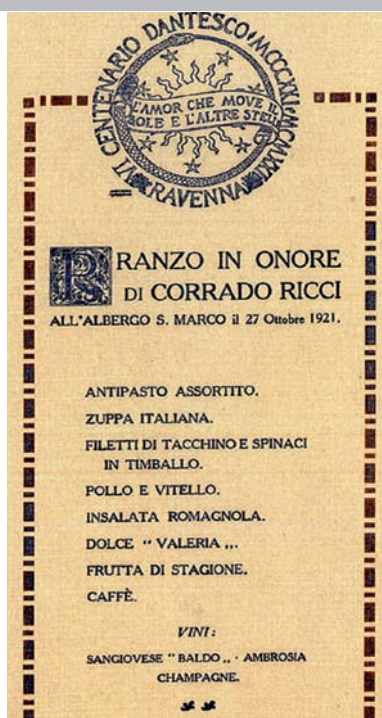 VI CENTENARIO DANTESCO MCCCXXI MCMXXI
RAVENNA
L'AMOR CHE MOVE IL
SOLE E L'ALTRE STELLE
PRANZO IN ONORE
DI CORRADO RICCI
ALL'ALBERGO S. MARCO il 27 Ottobre 1921.
ANTIPASTO ASSORTITO.
ZUPPA ITALIANA.
FILETTI DI TACCHINO E SPINACI
IN TIMBALLO.
POLLO E VITELLO.
INSALATA ROMAGNOLA.
DOLCE “ VALERIA „.
FRUTTA DI STAGIONE.
CAFFÈ.
VINI :
SANGIOVESE “ BALDO „ - AMBROSIA
CHAMPAGNE.